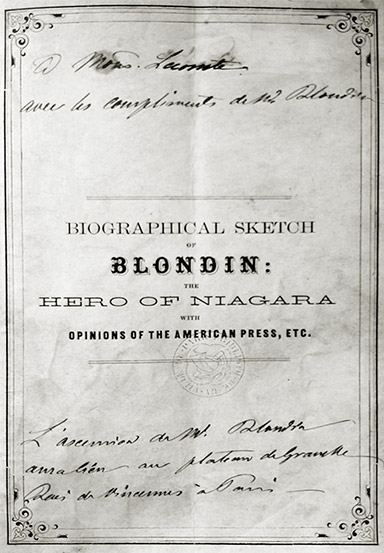 A Mons. Lecomte
avec les compliments de Mr Blondin
BIOGRAPHICAL SKETCH
OF
BLONDIN:
THE
HERO OF NIAGARA
WITH
OPINIONS OF THE AMERICAN PRESS, ETC.
L'ascension de Mr. Blondin
aura lieu au plateau de Gravelle
Bois de Vincennes à Paris